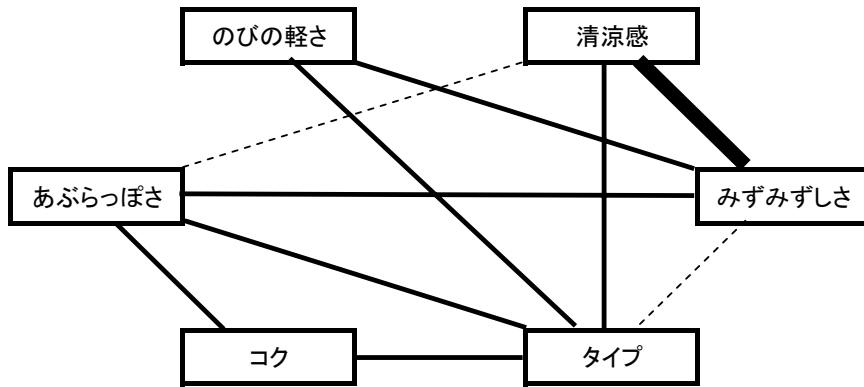 のびの軽さ
清涼感
あぶらっぽさ
みずみずしさ
コク
タイプ